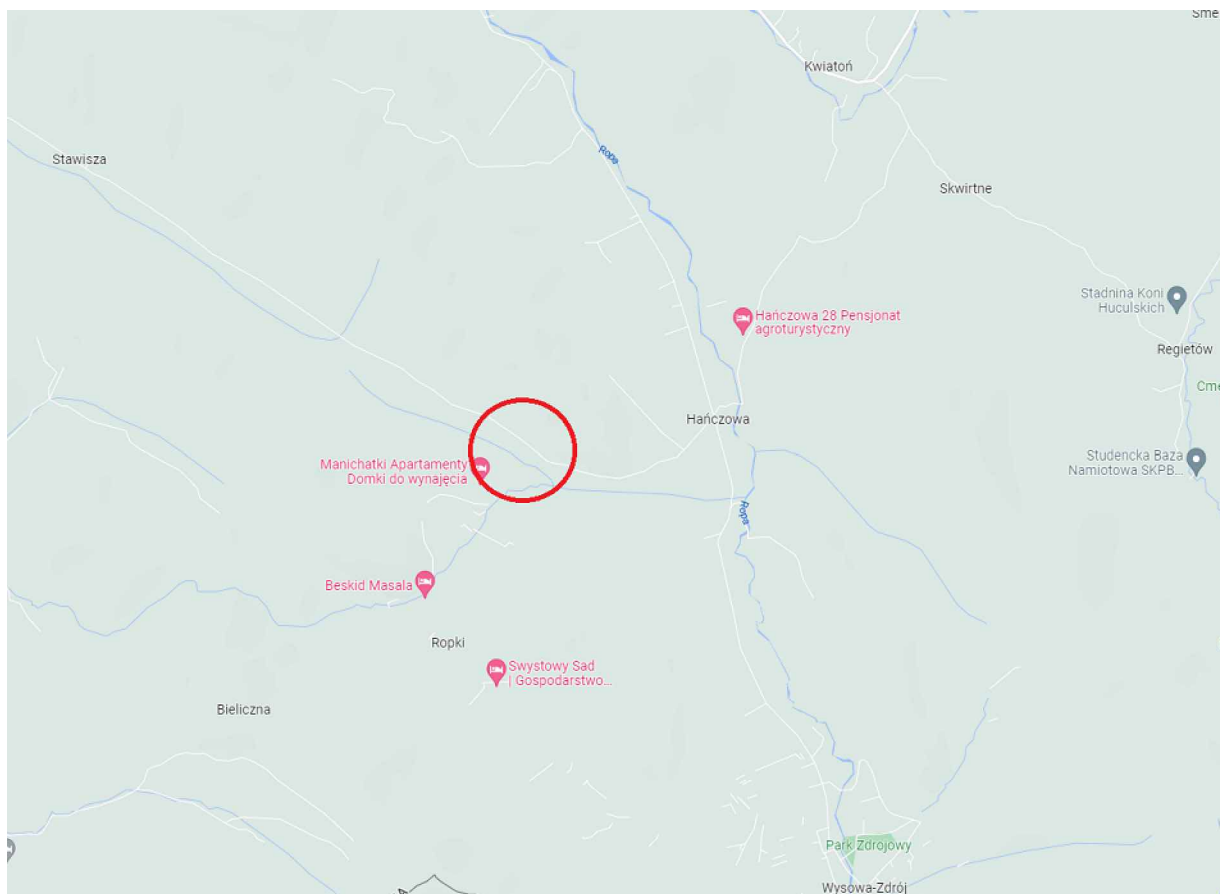 Sme
Kwiatoń
Ropa
Stawisza
Skwirtne
Stadnina Koni
Huculskich
Hańczowa 28 Pensjonat
agroturystyczny
Regietów
Cme
Hańczowa
Manichatki Apartamenty
Domki do wynajęcia
Studencka Baza
Namiotowa SKPB...
Ropa
Beskid Masala
Ropki
Swystowy Sad
| Gospodarstwo...
Bieliczna
Park Zdrojowy
Wysowa-Zdrój